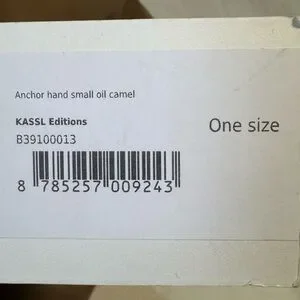 Anchor hand small oil camel
KASSL Editions
B39100013
One size
8 785257 009243